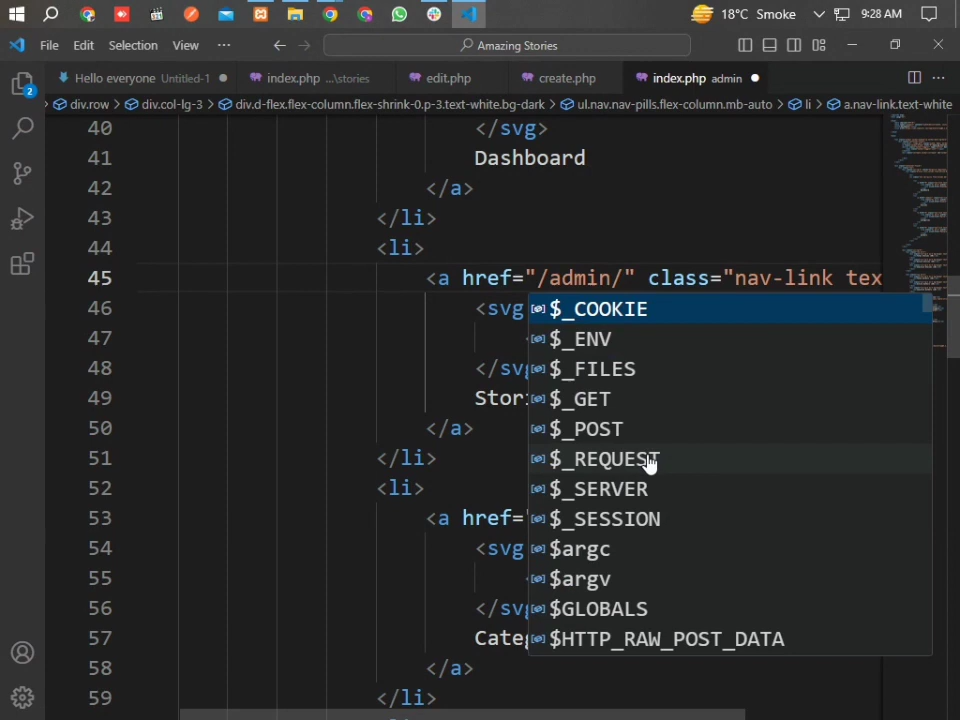 18°C Smoke 9:28 AM
File Edit Selection View ··· Amazing Stories
Hello everyone Untitled-1 index.php ...\stories edit.php create.php index.php admin
div.row > div.col-lg-3 > div.d-flex.flex-column.flex-shrink-0.p-3.text-white.bg-dark > ul.nav.nav-pills.flex-column.mb-auto > li > a.nav-link.text-white
2
40 </svg>
41 Dashboard
42 </a>
43 </li>
44 <li>
45 <a href="/admin/" class="nav-link tex
46 <svg
47
48 </sv
49 Stor
50 </a>
51 </li>
52 <li>
53 <a href=
54 <svg
55
56 </sv
57 Cate
58 </a>
59 </li>
$_COOKIE
$_ENV
$_FILES
$_GET
$_POST
$_REQUEST
$_SERVER
$_SESSION
$argc
$argv
$GLOBALS
$HTTP_RAW_POST_DATA